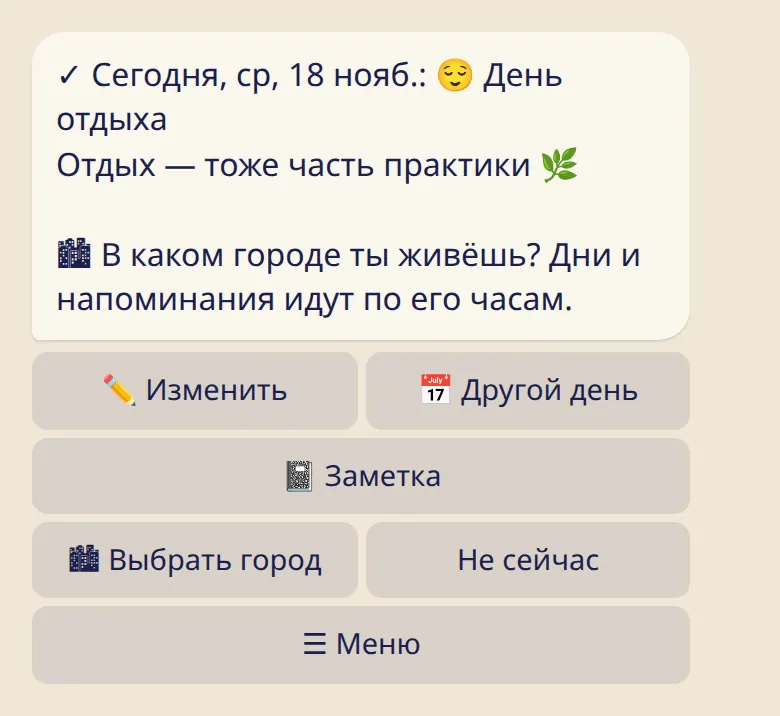 ✓ Сегодня, ср, 18 нояб.: 😌 День
отдыха
Отдых — тоже часть практики 🌿
🏙 В каком городе ты живёшь? Дни и
напоминания идут по его часам.
✏️ Изменить
📅 Другой день
📓 Заметка
🏙 Выбрать город
Не сейчас
☰ Меню